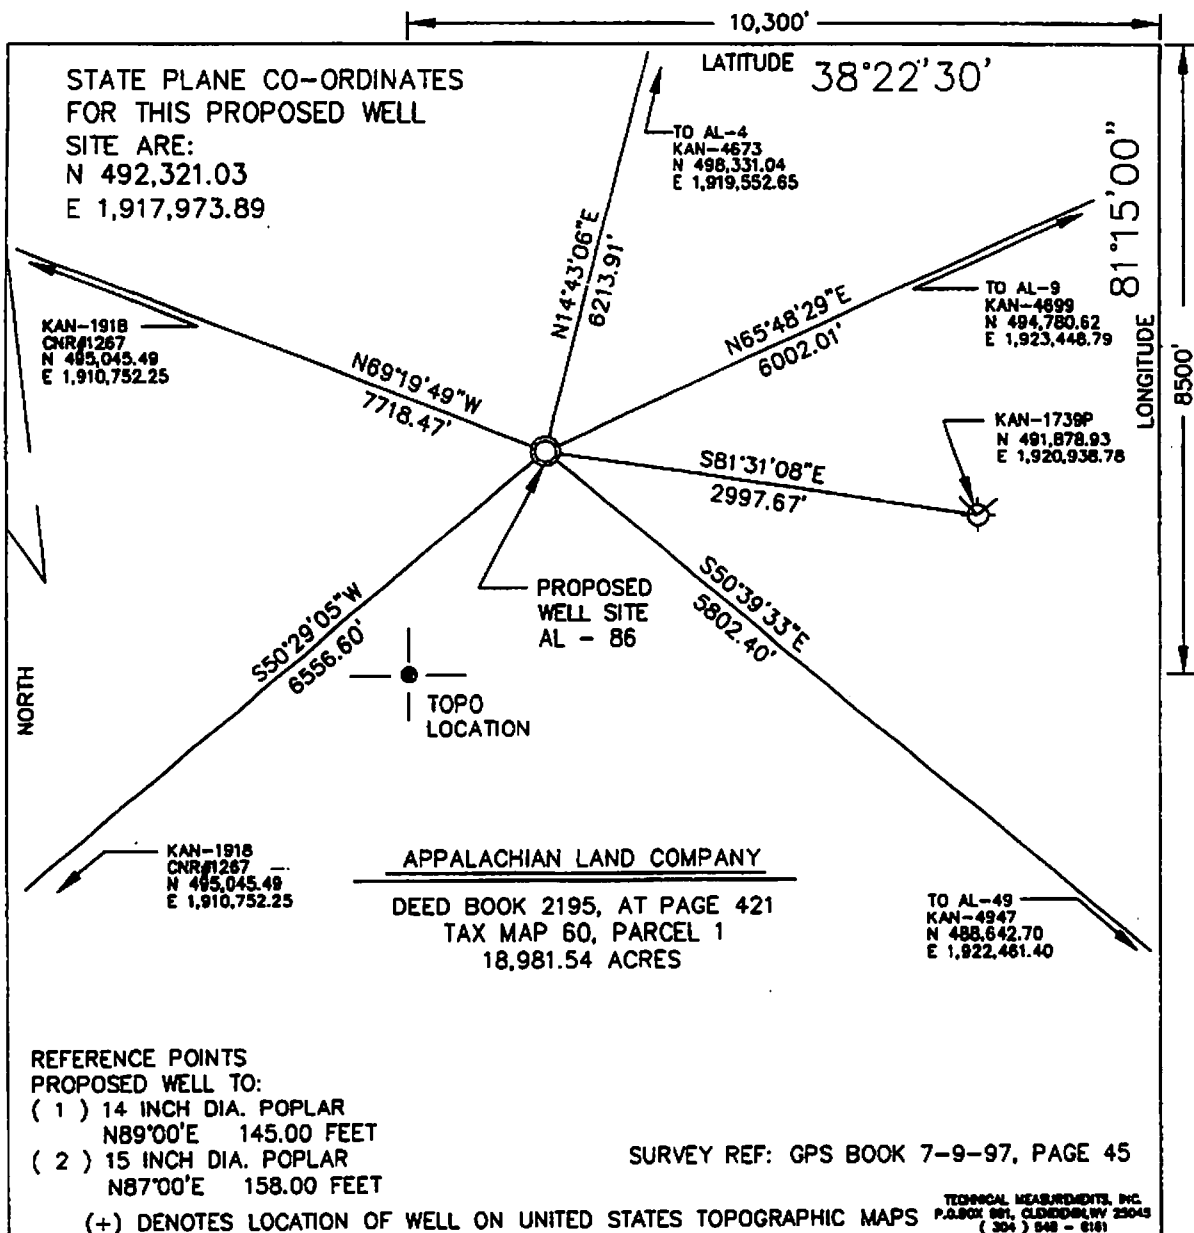 10,300'
STATE PLANE CO-ORDINATES
FOR THIS PROPOSED WELL
SITE ARE:
N 492,321.03
E 1,917,973.89
LATITUDE 38°22'30'
TO AL-4
KAN-4673
N 498,331.04
E 1,919,552.65
81°15'00"
LONGITUDE
8500'
N14°43'06"E
6213.91'
N65°48'29"E
6002.01'
TO AL-9
KAN-4699
N 494,780.62
E 1,923,448.79
KAN-1918
CNR#1267
N 495,045.49
E 1,910,752.25
N69°19'49"W
7718.47'
KAN-1739P
N 491,878.93
E 1,920,938.78
S81°31'08"E
2997.67'
PROPOSED
WELL SITE
AL - 86
S50°39'33"E
5802.40'
S50°29'05"W
6556.60'
NORTH
TOPO
LOCATION
KAN-1918
CNR#1267
N 495,045.49
E 1,910,752.25
APPALACHIAN LAND COMPANY
DEED BOOK 2195, AT PAGE 421
TAX MAP 60, PARCEL 1
18,981.54 ACRES
TO AL-49
KAN-4947
N 488,642.70
E 1,922,461.40
REFERENCE POINTS
PROPOSED WELL TO:
( 1 ) 14 INCH DIA. POPLAR
N89°00'E 145.00 FEET
( 2 ) 15 INCH DIA. POPLAR
N87°00'E 158.00 FEET
SURVEY REF: GPS BOOK 7-9-97, PAGE 45
(+) DENOTES LOCATION OF WELL ON UNITED STATES TOPOGRAPHIC MAPS
TECHNICAL MEASUREMENTS, INC.
P.O.BOX CLENDENIN,WV 25045
( 304 ) 548 -